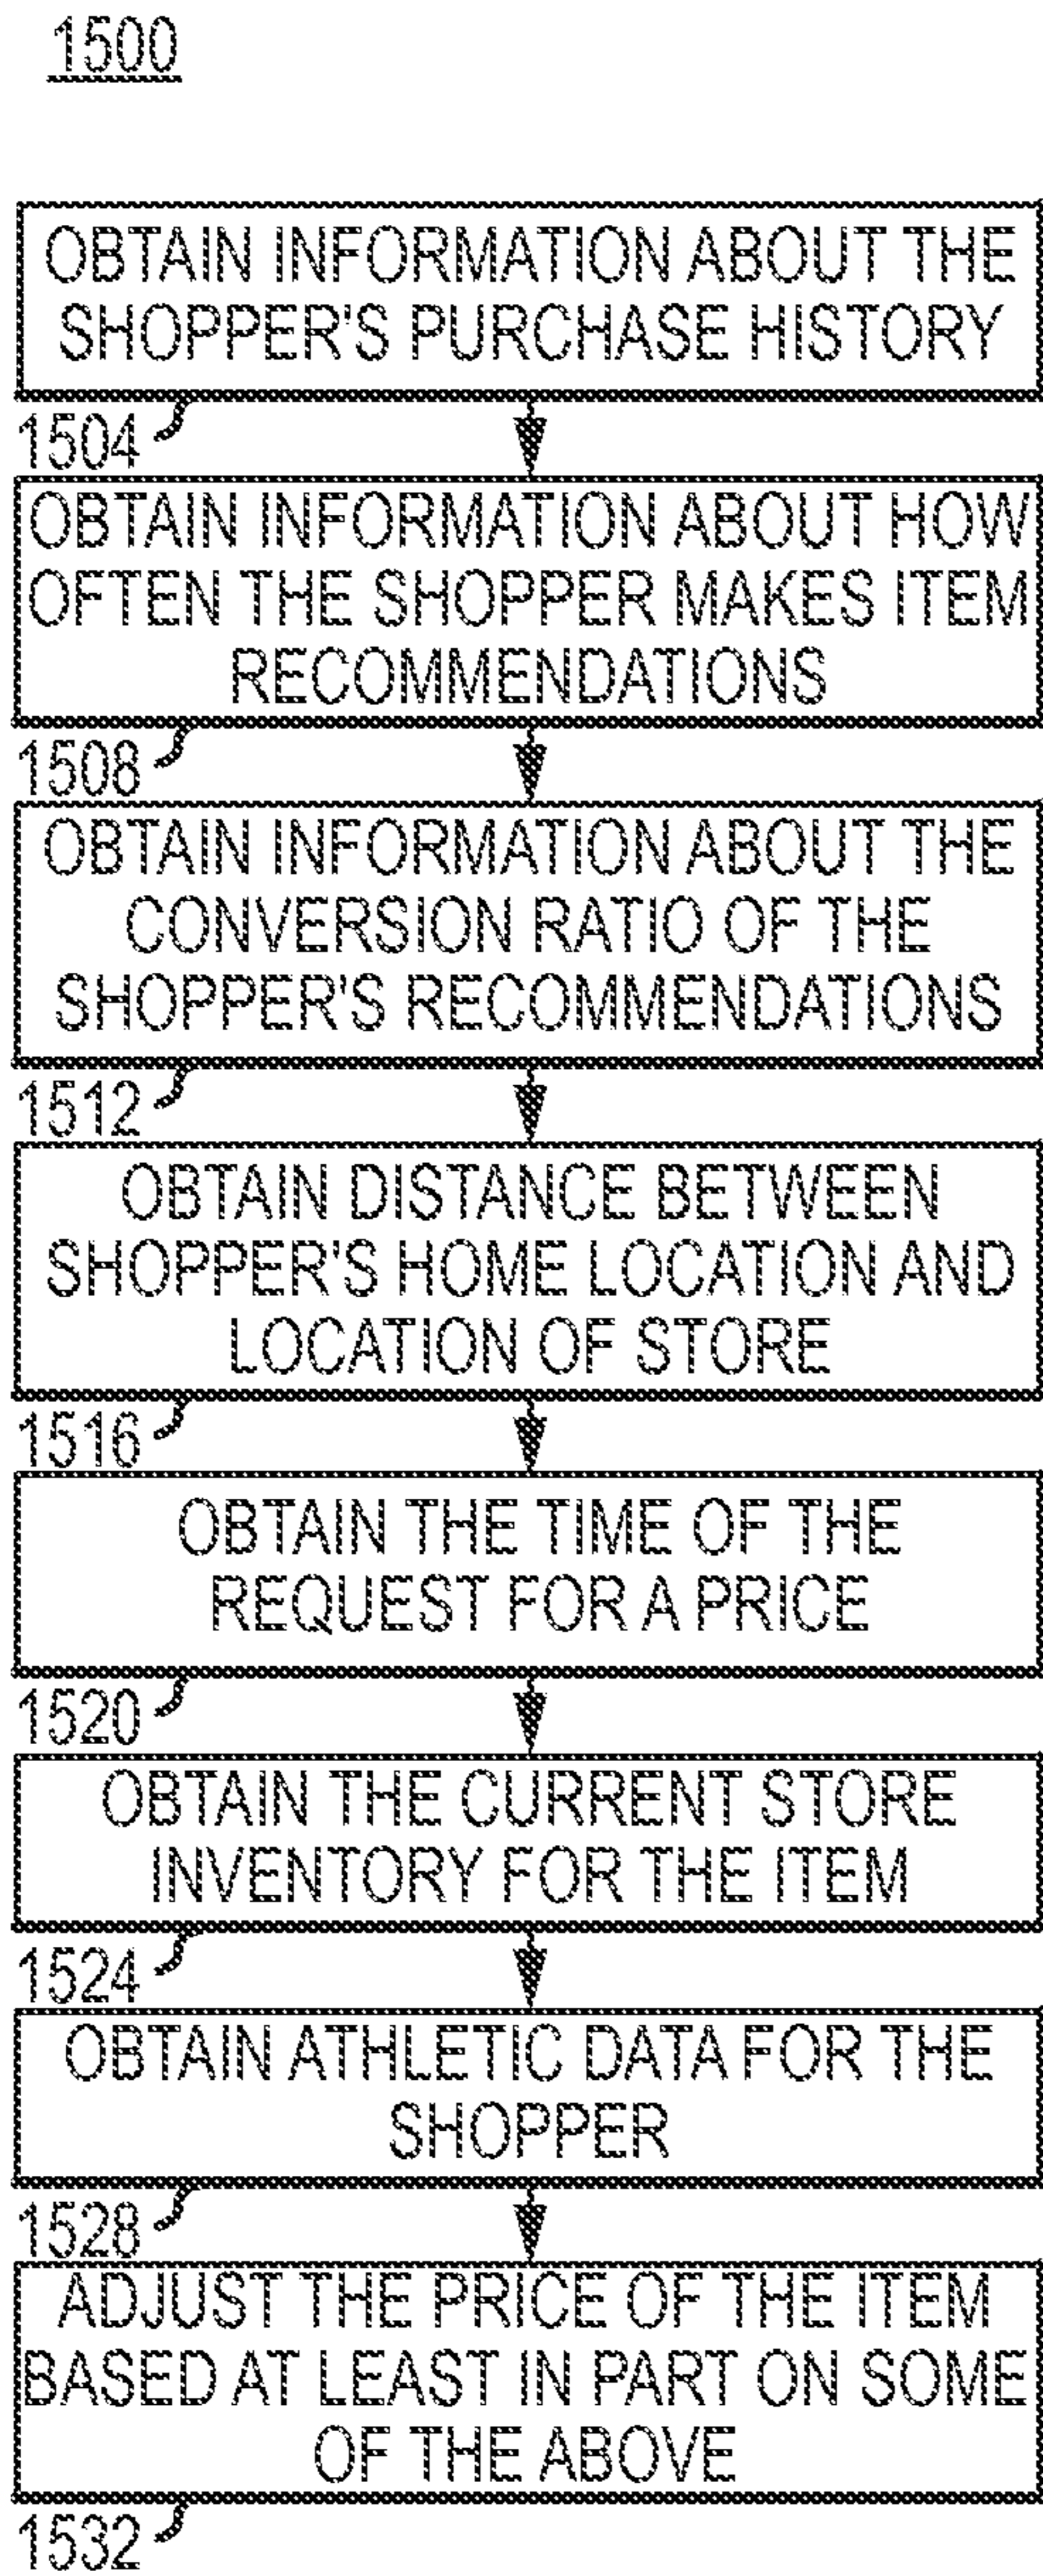 1500
OBTAIN INFORMATION ABOUT THE
SHOPPER'S PURCHASE HISTORY
1504
OBTAIN INFORMATION ABOUT HOW
OFTEN THE SHOPPER MAKES ITEM
RECOMMENDATIONS
1508
OBTAIN INFORMATION ABOUT THE
CONVERSION RATIO OF THE
SHOPPER'S RECOMMENDATIONS
1512
OBTAIN DISTANCE BETWEEN
SHOPPER'S HOME LOCATION AND
LOCATION OF STORE
1516
OBTAIN THE TIME OF THE
REQUEST FOR A PRICE
1520
OBTAIN THE CURRENT STORE
INVENTORY FOR THE ITEM
1524
OBTAIN ATHLETIC DATA FOR THE
SHOPPER
1528
ADJUST THE PRICE OF THE ITEM
BASED AT LEAST IN PART ON SOME
OF THE ABOVE
1532